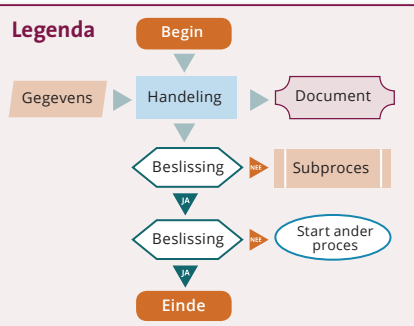 Legenda
Begin
Gegevens
Handeling
Document
Beslissing
NEE
Subproces
JA
Beslissing
NEE
Start ander
proces
JA
Einde